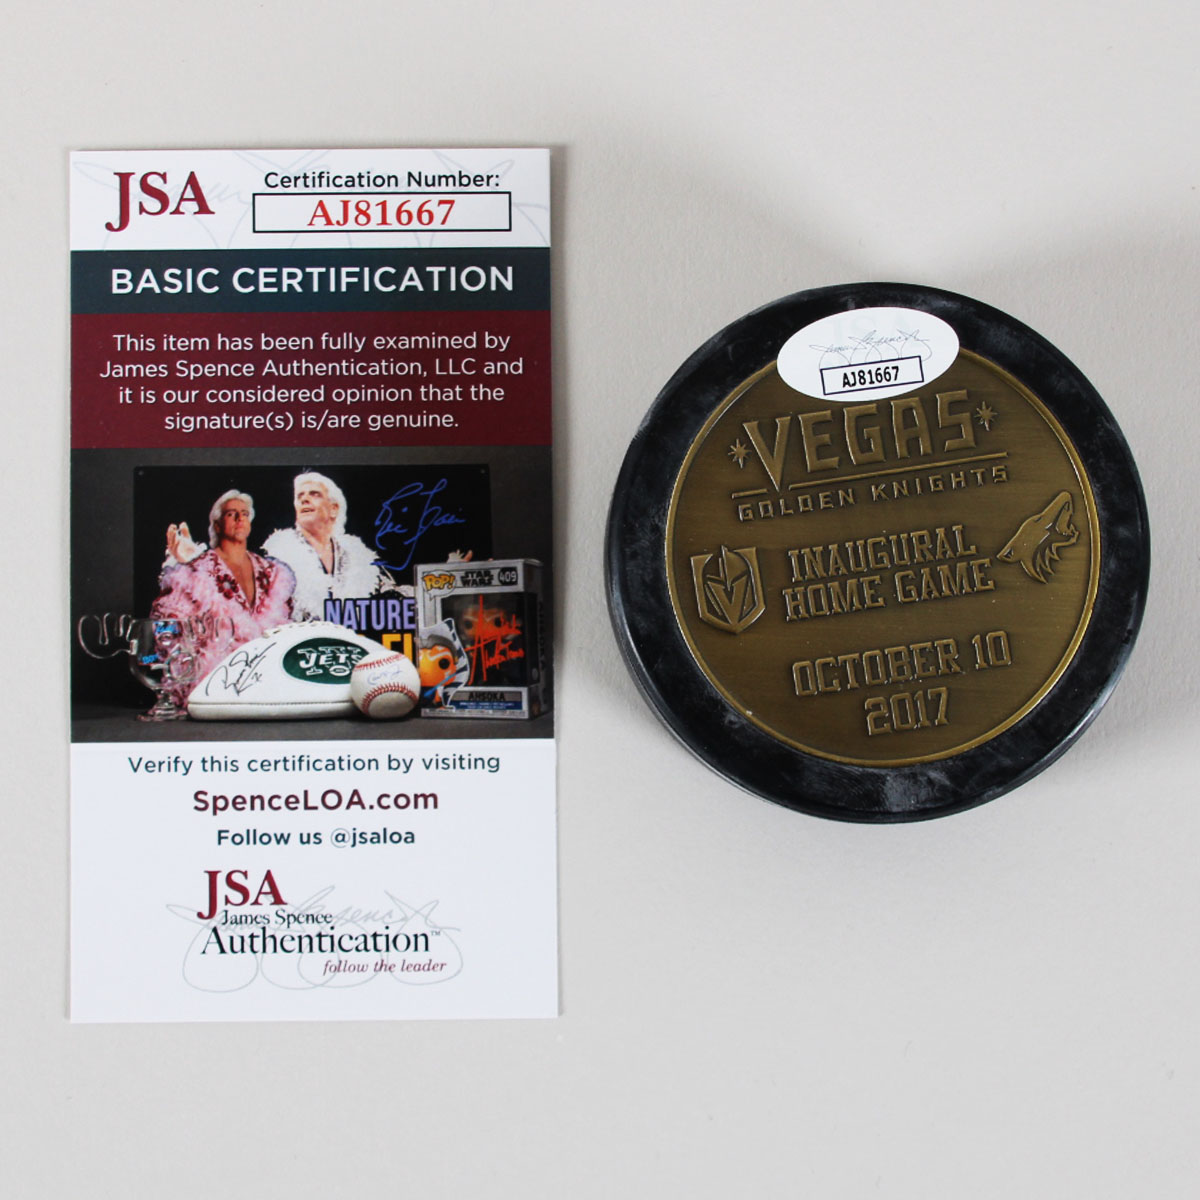 JSA
Certification Number:
AJ81667
BASIC CERTIFICATION
This item has been fully examined by
James Spence Authentication, LLC and
it is our considered opinion that the
signature(s) is/are genuine.
POP!
STAR
WARS
409
NATURE
JETS
AHSOKA
Verify this certification by visiting
SpenceLOA.com
Follow us @jsaloa
JSA
James Spence
Authentication™
follow the leader
JSA
AJ81667
VEGAS
GOLDEN KNIGHTS
INAUGURAL
HOME GAME
OCTOBER 10
2017